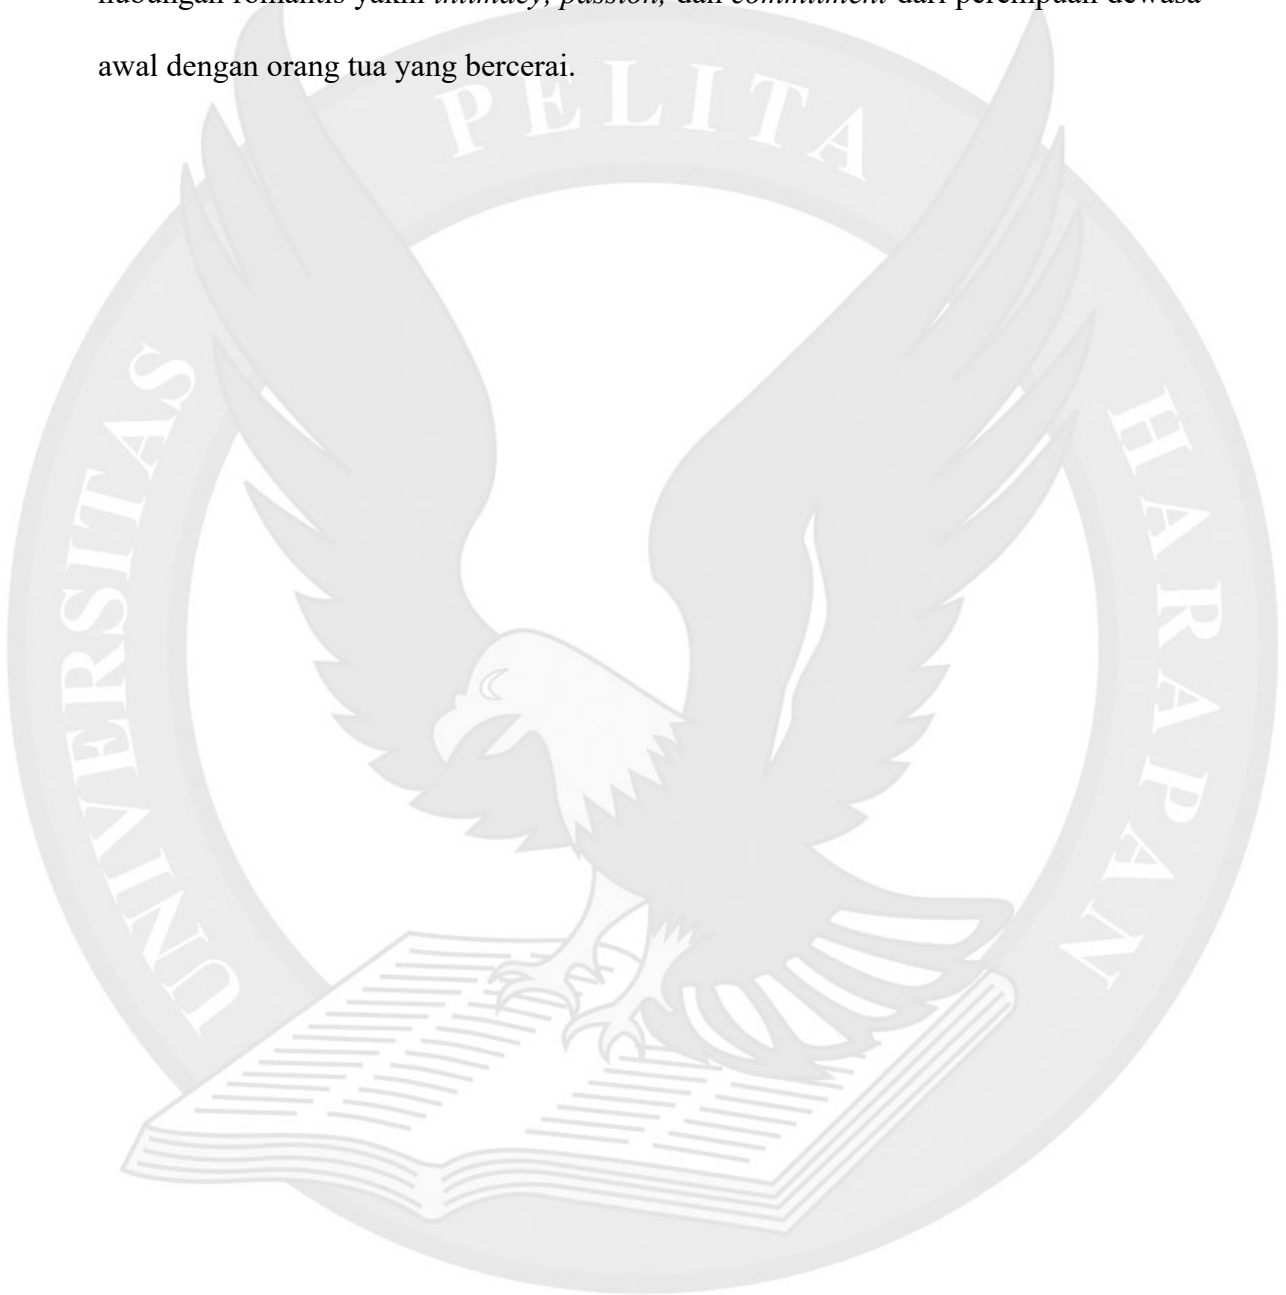 hubungan romantis yakni intimacy, passion, dan commitment dari perempuan dewasa
awal dengan orang tua yang bercerai.
PELITA
UNIVERSITAS
HARAPAN